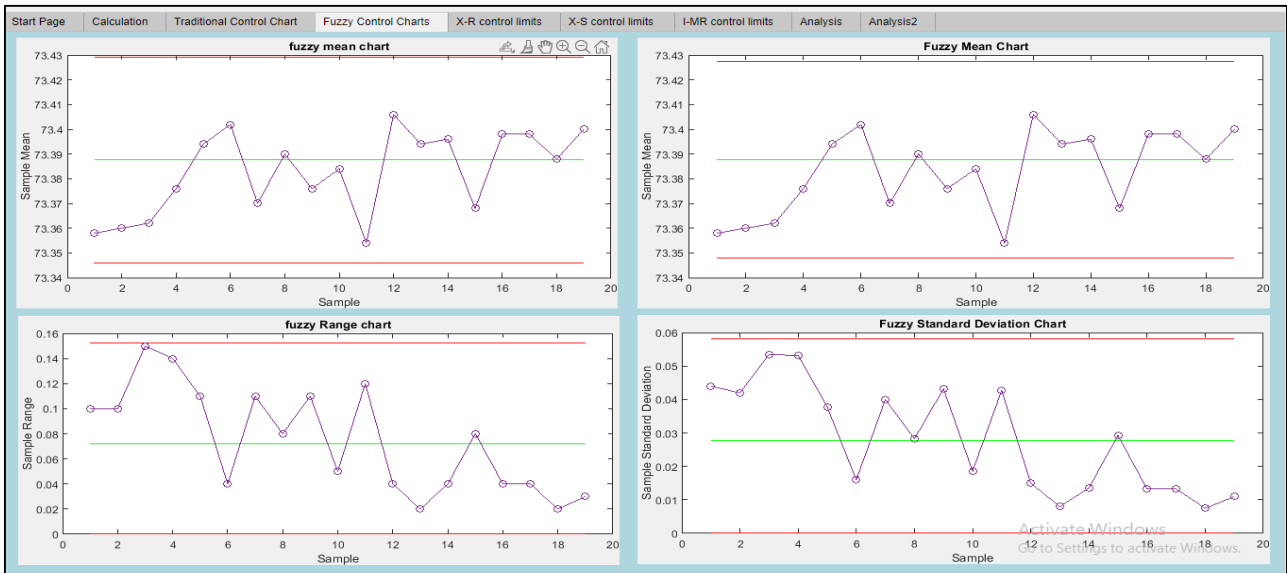 Start Page Calculation Traditional Control Chart Fuzzy Control Charts X-R control limits X-S control limits I-MR control limits Analysis Analysis2
fuzzy mean chart
73.43
73.42
73.41
73.4
73.39
73.38
73.37
73.36
73.35
73.34
Sample Mean
0 2 4 6 8 10 12 14 16 18 20
Sample
Fuzzy Mean Chart
73.43
73.42
73.41
73.4
73.39
73.38
73.37
73.36
73.35
73.34
Sample Mean
0 2 4 6 8 10 12 14 16 18 20
Sample
fuzzy Range chart
0.16
0.14
0.12
0.1
0.08
0.06
0.04
0.02
0
Sample Range
0 2 4 6 8 10 12 14 16 18 20
Sample
Fuzzy Standard Deviation Chart
0.06
0.05
0.04
0.03
0.02
0.01
0
Sample Standard Deviation
0 2 4 6 8 10 12 14 16 18 20
Sample
Activate Windows
Go to Settings to activate Windows.